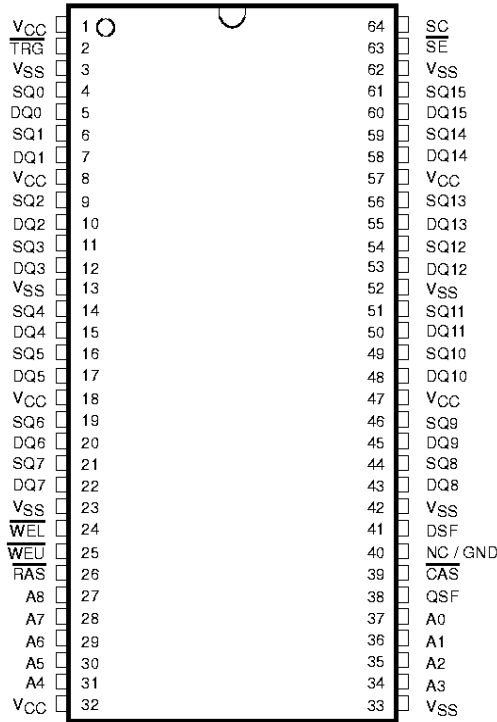 VCC 1 64 SC
TRG 2 63 SE
VSS 3 62 VSS
SQ0 4 61 SQ15
DQ0 5 60 DQ15
SQ1 6 59 SQ14
DQ1 7 58 DQ14
VCC 8 57 VCC
SQ2 9 56 SQ13
DQ2 10 55 DQ13
SQ3 11 54 SQ12
DQ3 12 53 DQ12
VSS 13 52 VSS
SQ4 14 51 SQ11
DQ4 15 50 DQ11
SQ5 16 49 SQ10
DQ5 17 48 DQ10
VCC 18 47 VCC
SQ6 19 46 SQ9
DQ6 20 45 DQ9
SQ7 21 44 SQ8
DQ7 22 43 DQ8
VSS 23 42 VSS
WEL 24 41 DSF
WEU 25 40 NC / GND
RAS 26 39 CAS
A8 27 38 QSF
A7 28 37 A0
A6 29 36 A1
A5 30 35 A2
A4 31 34 A3
VCC 32 33 VSS